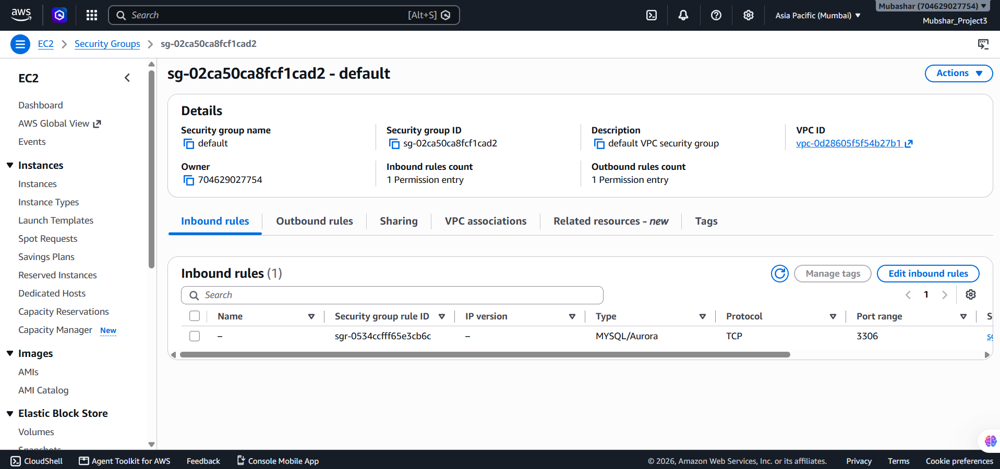 aws
Search [Alt+S]
Asia Pacific (Mumbai)
Mubashar (704629027754)
Mubshar_Project3
EC2 Security Groups sg-02ca50ca8fcf1cad2
EC2
Dashboard
AWS Global View
Events
Instances
Instances
Instance Types
Launch Templates
Spot Requests
Savings Plans
Reserved Instances
Dedicated Hosts
Capacity Reservations
Capacity Manager New
Images
AMIs
AMI Catalog
Elastic Block Store
Volumes
Snapshots
sg-02ca50ca8fcf1cad2 - default
Actions
Details
Security group name
default
Security group ID
sg-02ca50ca8fcf1cad2
Description
default VPC security group
VPC ID
vpc-0d28605f5f54b27b1
Owner
704629027754
Inbound rules count
1 Permission entry
Outbound rules count
1 Permission entry
Inbound rules Outbound rules Sharing VPC associations Related resources - new Tags
Inbound rules (1)
Manage tags Edit inbound rules
Search
1
Name Security group rule ID IP version Type Protocol Port range S
– sgr-0534ccfff65e3cb6c – MYSQL/Aurora TCP 3306
CloudShell Agent Toolkit for AWS Feedback Console Mobile App © 2026, Amazon Web Services, Inc. or its affiliates. Privacy Terms Cookie preferences